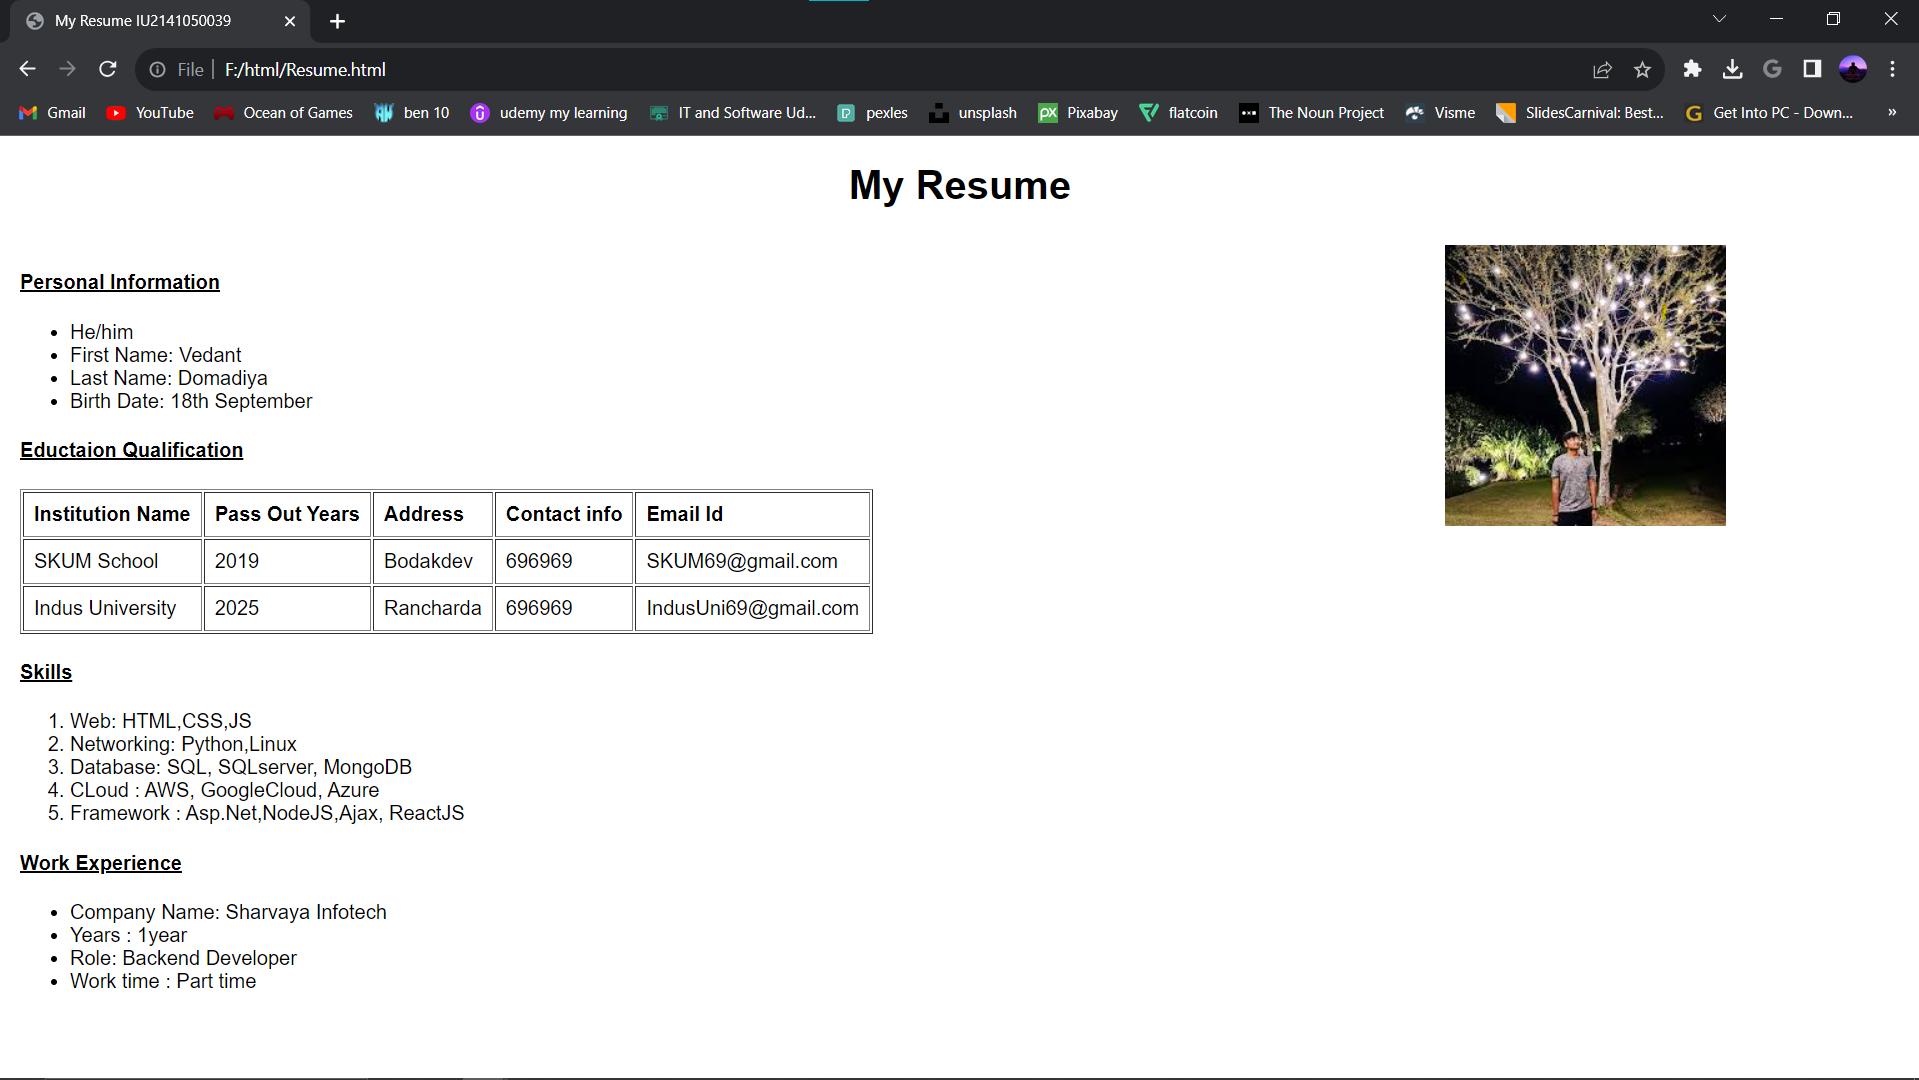 My Resume IU2141050039
File
F:/html/Resume.html
Gmail YouTube Ocean of Games ben 10 udemy my learning IT and Software Ud... pexles unsplash Pixabay flatcoin The Noun Project Visme SlidesCarnival: Best... Get Into PC - Down... »
My Resume
Personal Information
• He/him
• First Name: Vedant
• Last Name: Domadiya
• Birth Date: 18th September
Eductaion Qualification
Institution Name Pass Out Years Address Contact info Email Id
SKUM School 2019 Bodakdev 696969 SKUM69@gmail.com
Indus University 2025 Rancharda 696969 IndusUni69@gmail.com
Skills
1. Web: HTML,CSS,JS
2. Networking: Python,Linux
3. Database: SQL, SQLserver, MongoDB
4. CLoud : AWS, GoogleCloud, Azure
5. Framework : Asp.Net,NodeJS,Ajax, ReactJS
Work Experience
• Company Name: Sharvaya Infotech
• Years : 1year
• Role: Backend Developer
• Work time : Part time